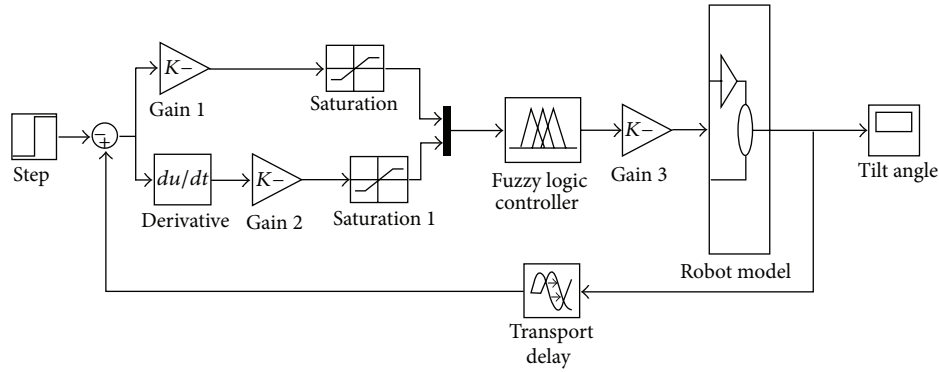 K−
Gain 1
Saturation
Step
− +
du/dt
Derivative
K−
Gain 2
Saturation 1
Fuzzy logic
controller
K−
Gain 3
Robot model
Tilt angle
Transport
delay